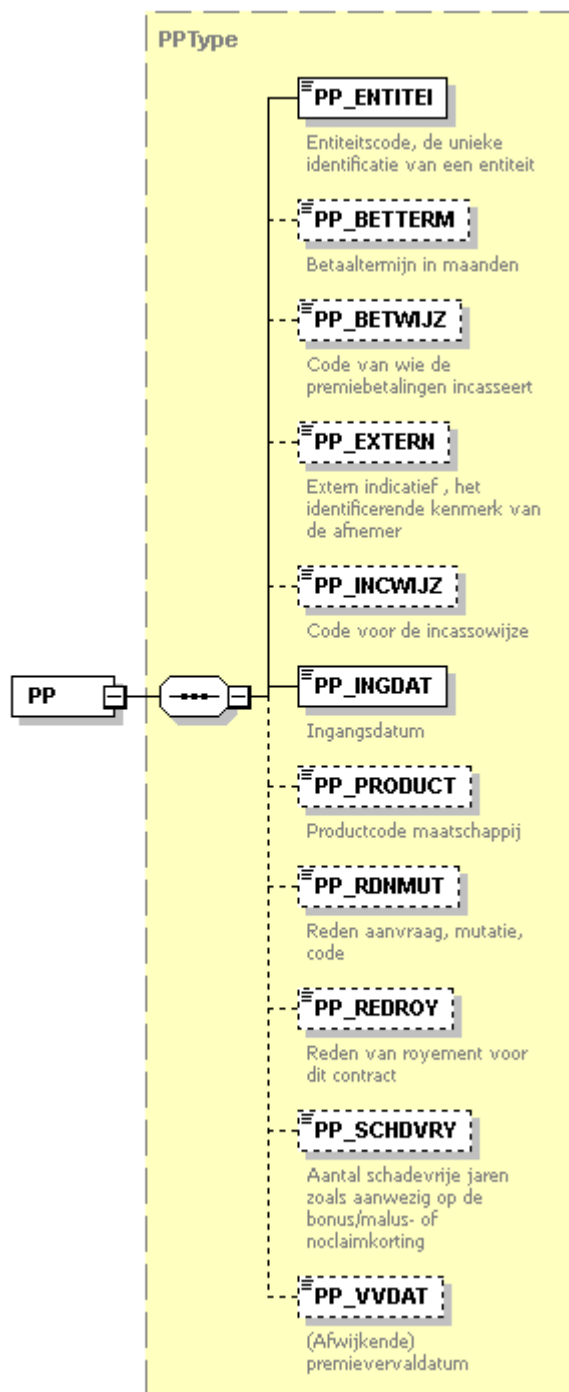 PPType
PP_ENTITEI
Entiteitscode, de unieke
identificatie van een entiteit
PP_BETTERM
Betaaltermijn in maanden
PP_BETWIJZ
Code van wie de
premiebetalingen incasseert
PP_EXTERN
Extern indicatief , het
identificerende kenmerk van
de afnemer
PP_INCWIJZ
Code voor de incassowijze
PP
PP_INGDAT
Ingangsdatum
PP_PRODUCT
Productcode maatschappij
PP_RDNMUT
Reden aanvraag, mutatie,
code
PP_REDROY
Reden van royement voor
dit contract
PP_SCHDVRY
Aantal schadevrije jaren
zoals aanwezig op de
bonus/malus- of
noclaimkorting
PP_VVDAT
(Afwijkende)
premievervaldatum